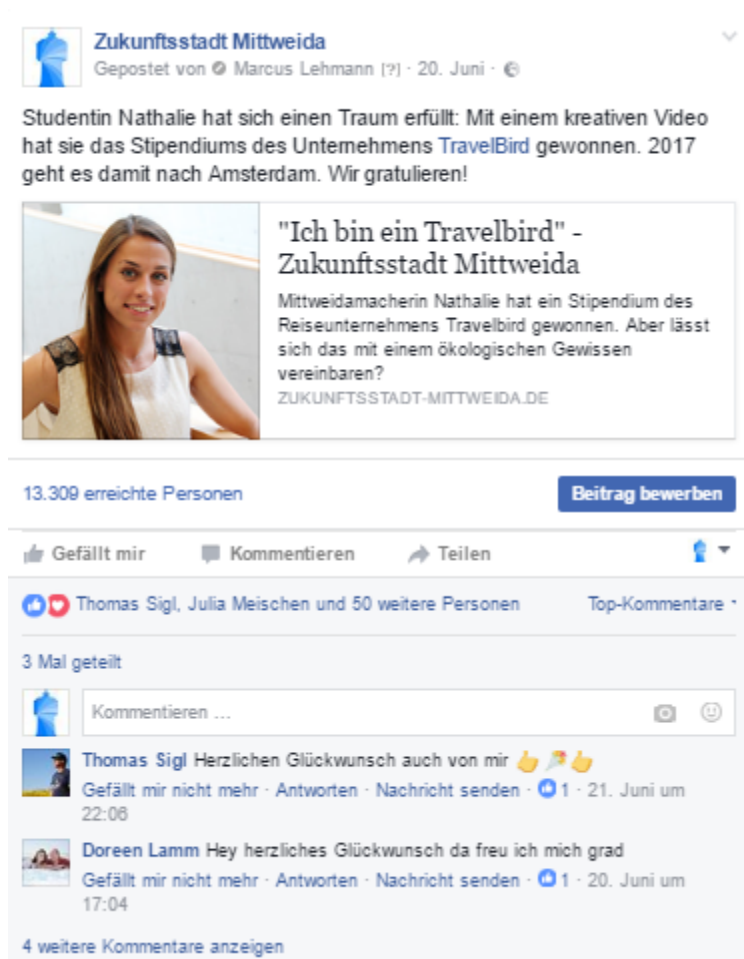 Zukunftsstadt Mittweida
Gepostet von Marcus Lehmann [?] · 20. Juni ·
Studentin Nathalie hat sich einen Traum erfüllt: Mit einem kreativen Video
hat sie das Stipendiums des Unternehmens TravelBird gewonnen. 2017
geht es damit nach Amsterdam. Wir gratulieren!
"Ich bin ein Travelbird" -
Zukunftsstadt Mittweida
Mittweidamacherin Nathalie hat ein Stipendium des
Reiseunternehmens Travelbird gewonnen. Aber lässt
sich das mit einem ökologischen Gewissen
vereinbaren?
ZUKUNFTSSTADT-MITTWEIDA.DE
13.309 erreichte Personen
Beitrag bewerben
Gefällt mir Kommentieren Teilen
Thomas Sigl, Julia Meischen und 50 weitere Personen Top-Kommentare
3 Mal geteilt
Kommentieren ...
Thomas Sigl Herzlichen Glückwunsch auch von mir 👍🎉👍
Gefällt mir nicht mehr · Antworten · Nachricht senden · 1 · 21. Juni um
22:06
Doreen Lamm Hey herzliches Glückwunsch da freu ich mich grad
Gefällt mir nicht mehr · Antworten · Nachricht senden · 1 · 20. Juni um
17:04
4 weitere Kommentare anzeigen